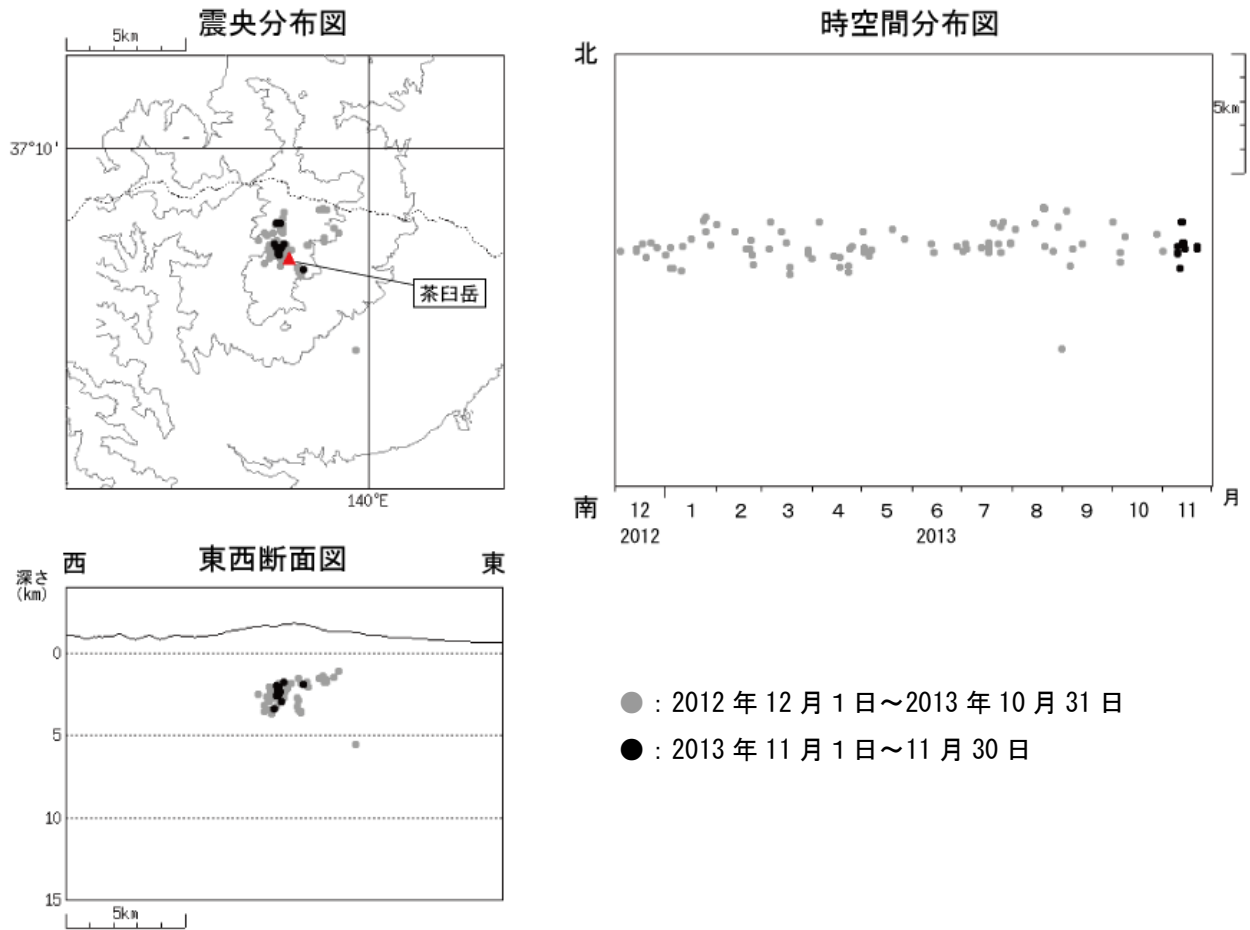 震央分布図
5km
37°10'
茶臼岳
140°E
時空間分布図
北
5km
南
12 1 2 3 4 5 6 7 8 9 10 11 月
2012 2013
東西断面図
西 東
深さ
(km)
0
5
10
15
5km
●：2012 年 12 月 1 日～2013 年 10 月 31 日
●：2013 年 11 月 1 日～11 月 30 日